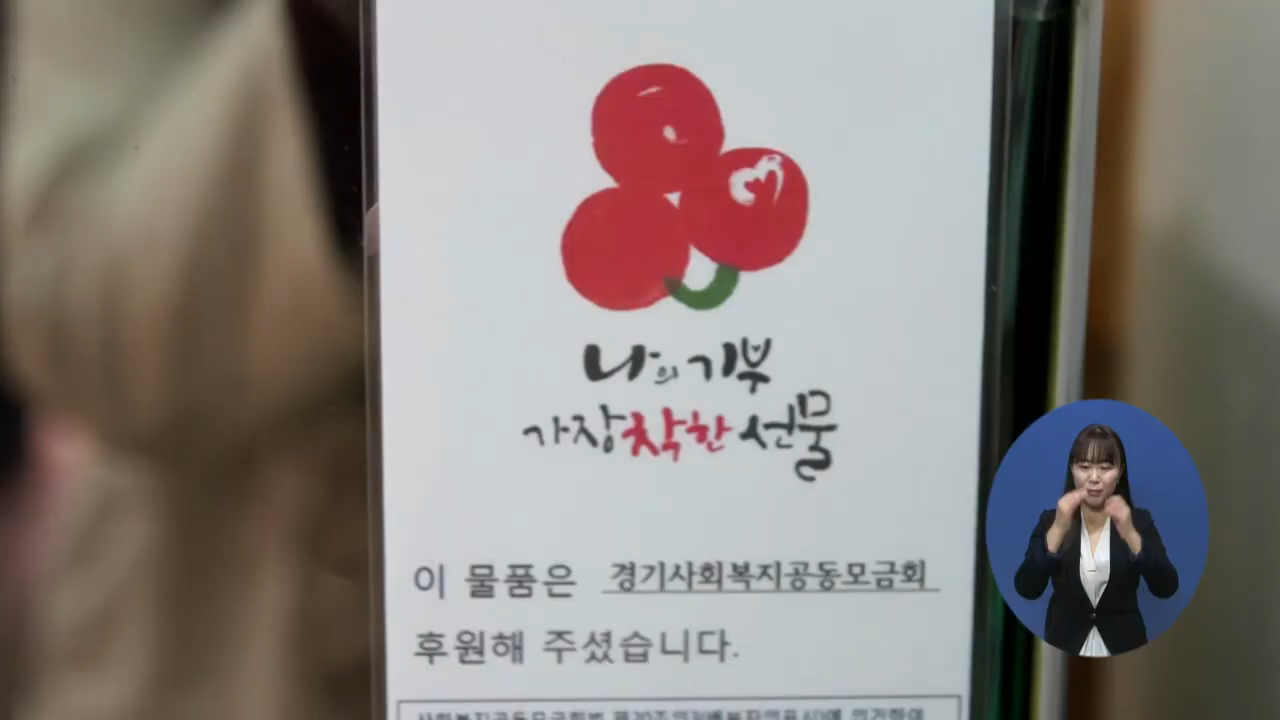 나의 기부
가장 착한 선물
이 물품은 경기사회복지공동모금회
후원해 주셨습니다.